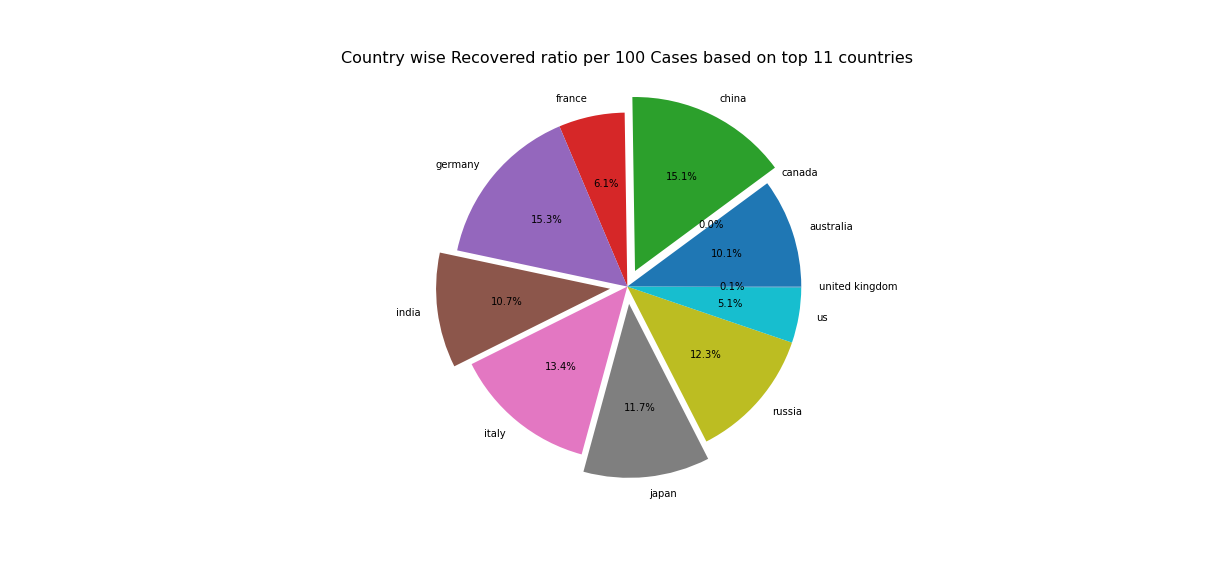 Country wise Recovered ratio per 100 Cases based on top 11 countries
france
china
germany
canada
6.1%
15.1%
15.3%
0.0%
australia
10.1%
india
10.7%
0.1%
united kingdom
5.1%
us
13.4%
12.3%
11.7%
italy
russia
japan